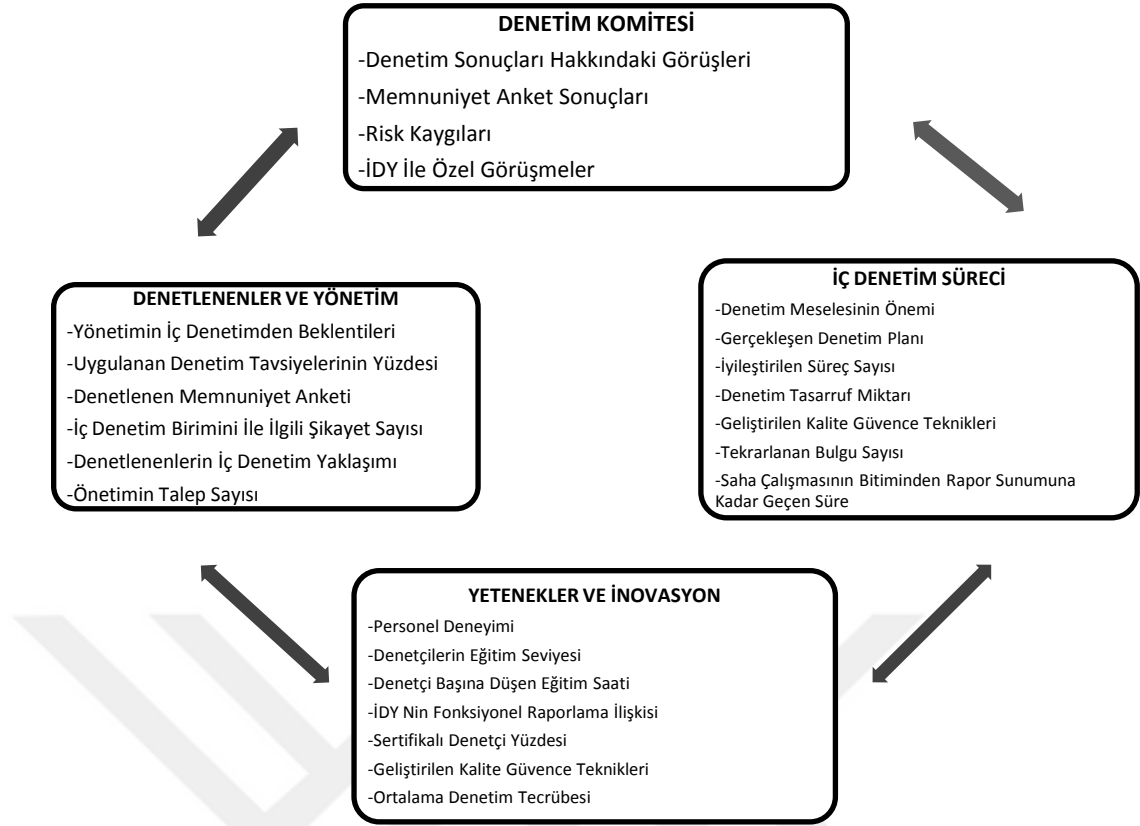 DENETİM KOMİTESİ
-Denetim Sonuçları Hakkındaki Görüşleri
-Memnuniyet Anket Sonuçları
-Risk Kaygıları
-İDY İle Özel Görüşmeler
DENETLENENLER VE YÖNETİM
-Yönetimin İç Denetimden Beklentileri
-Uygulanan Denetim Tavsiyelerinin Yüzdesi
-Denetlenen Memnuniyet Anketi
-İç Denetim Birimini İle İlgili Şikayet Sayısı
-Denetlenenlerin İç Denetim Yaklaşımı
-Önetimin Talep Sayısı
İÇ DENETİM SÜRECİ
-Denetim Meselesinin Önemi
-Gerçekleşen Denetim Planı
-İyileştirilen Süreç Sayısı
-Denetim Tasarruf Miktarı
-Geliştirilen Kalite Güvence Teknikleri
-Tekrarlanan Bulgu Sayısı
-Saha Çalışmasının Bitiminden Rapor Sunumuna
Kadar Geçen Süre
YETENEKLER VE İNOVASYON
-Personel Deneyimi
-Denetçilerin Eğitim Seviyesi
-Denetçi Başına Düşen Eğitim Saati
-İDY Nin Fonksiyonel Raporlama İlişkisi
-Sertifikalı Denetçi Yüzdesi
-Geliştirilen Kalite Güvence Teknikleri
-Ortalama Denetim Tecrübesi